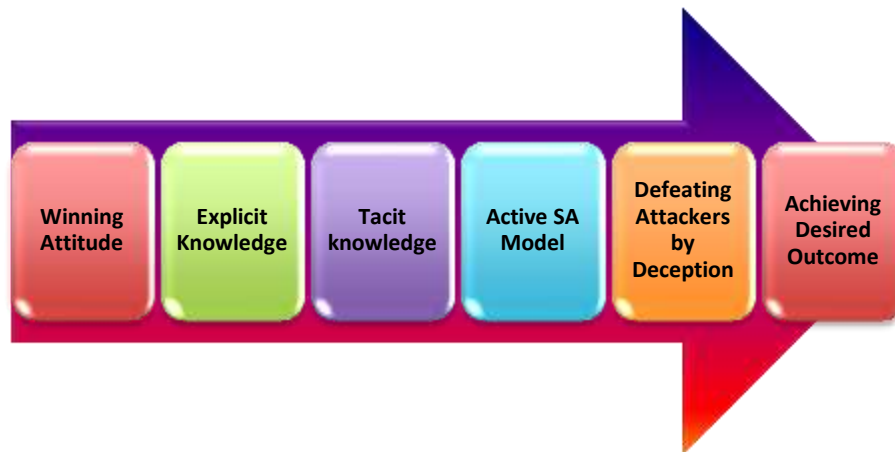 Winning
Attitude
Explicit
Knowledge
Tacit
knowledge
Active SA
Model
Defeating
Attackers
by
Deception
Achieving
Desired
Outcome